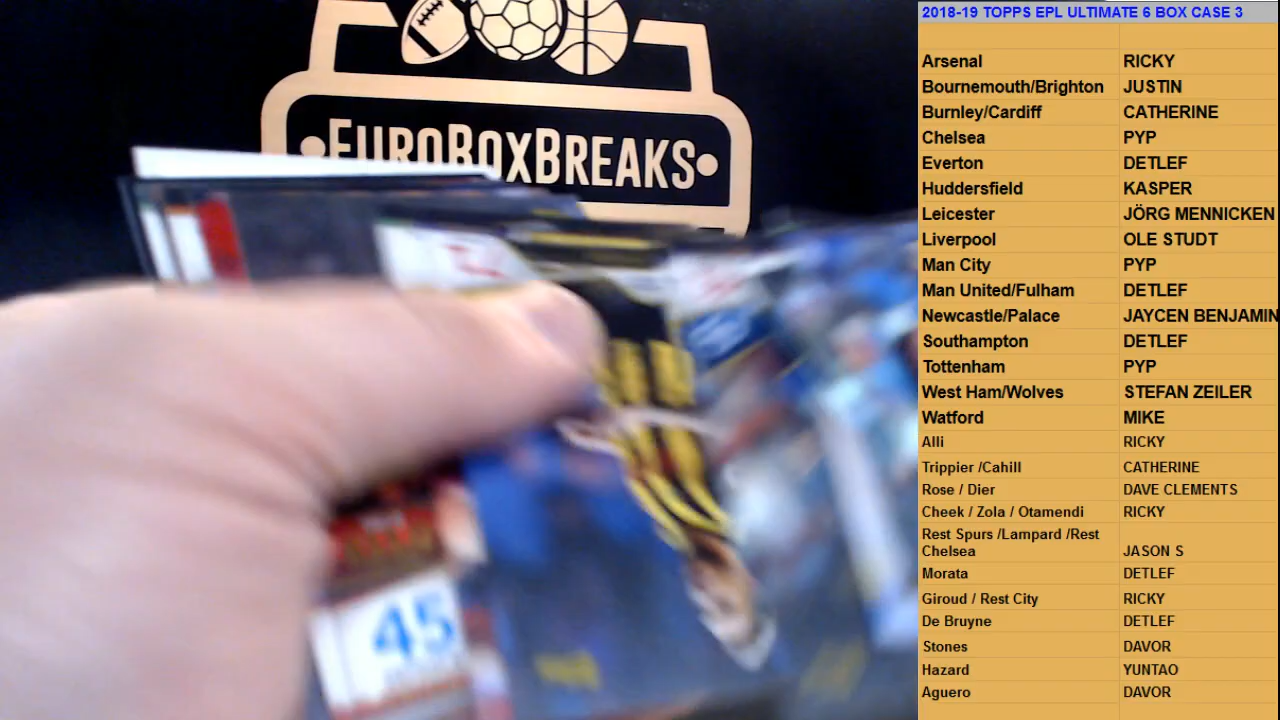 EUROBOXBREAKS
45
2018-19 TOPPS EPL ULTIMATE 6 BOX CASE 3
Arsenal RICKY
Bournemouth/Brighton JUSTIN
Burnley/Cardiff CATHERINE
Chelsea PYP
Everton DETLEF
Huddersfield KASPER
Leicester JÖRG MENNICKEN
Liverpool OLE STUDT
Man City PYP
Man United/Fulham DETLEF
Newcastle/Palace JAYCEN BENJAMIN
Southampton DETLEF
Tottenham PYP
West Ham/Wolves STEFAN ZEILER
Watford MIKE
Alli RICKY
Trippier /Cahill CATHERINE
Rose / Dier DAVE CLEMENTS
Cheek / Zola / Otamendi RICKY
Rest Spurs /Lampard /Rest
Chelsea JASON S
Morata DETLEF
Giroud / Rest City RICKY
De Bruyne DETLEF
Stones DAVOR
Hazard YUNTAO
Aguero DAVOR